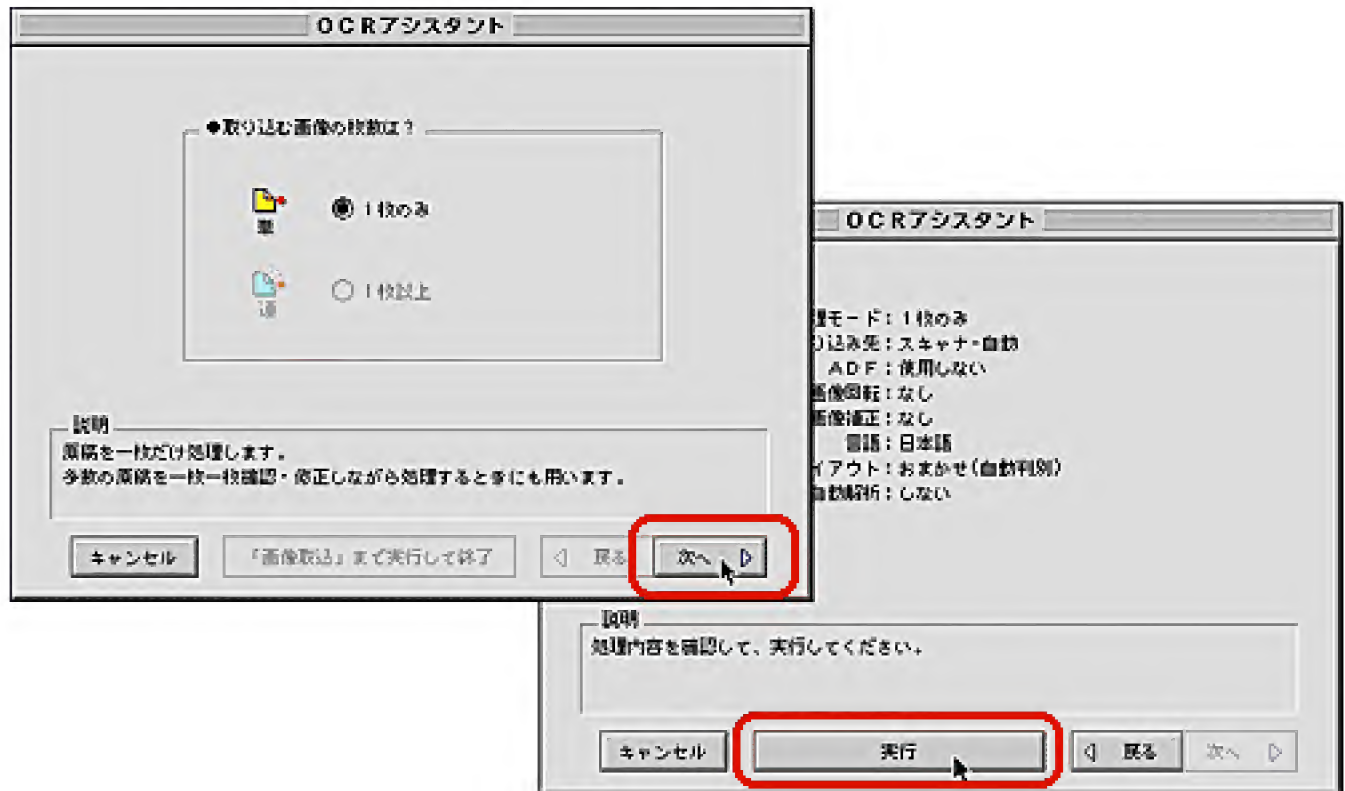 OCRアシスタント
●取り込む画像の枚数は？
単
1枚のみ
1枚以上
説明
原稿を一枚だけ処理します。
多数の原稿を一枚一枚確認・修正しながら処理するときにも用います。
キャンセル
「画像取込」まで実行して終了
戻る
次へ
OCRアシスタント
理モード：1枚のみ
り込み先：スキャナ・自動
ADF：使用しない
画像回転：なし
画像補正：なし
言語：日本語
イアウト：おまかせ(自動判別)
自動解析：しない
説明
処理内容を確認して、実行してください。
キャンセル
実行
戻る
次へ